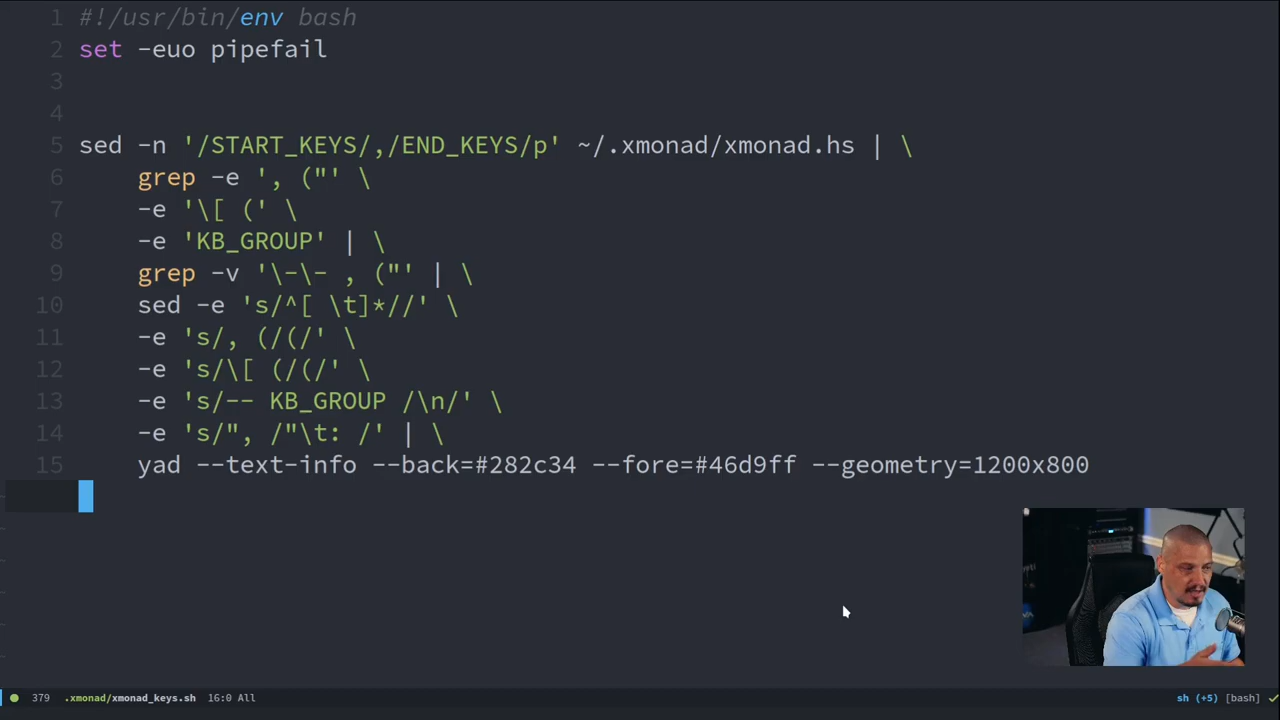 1 #!/usr/bin/env bash
2 set -euo pipefail
3
4
5 sed -n '/START_KEYS/,/END_KEYS/p' ~/.xmonad/xmonad.hs | \
6 grep -e ', ("' \
7 -e '\[ (' \
8 -e 'KB_GROUP' | \
9 grep -v '\-\- , ("' | \
10 sed -e 's/^[ \t]*//' \
11 -e 's/, (/(/' \
12 -e 's/\[ (/(/' \
13 -e 's/-- KB_GROUP /\n/' \
14 -e 's/", /"\t: /' | \
15 yad --text-info --back=#282c34 --fore=#46d9ff --geometry=1200x800
379 .xmonad/xmonad_keys.sh 16:0 All sh (+5) [bash]